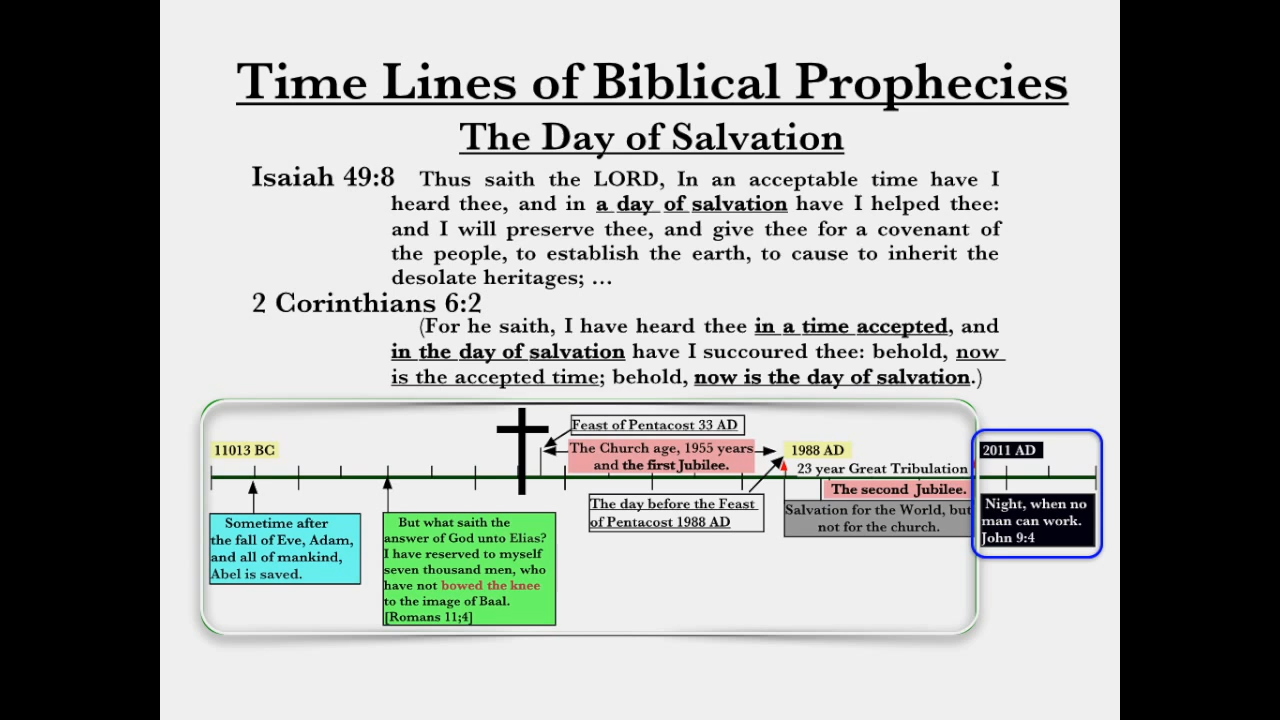 Time Lines of Biblical Prophecies
The Day of Salvation
Isaiah 49:8 Thus saith the LORD, In an acceptable time have I
heard thee, and in a day of salvation have I helped thee:
and I will preserve thee, and give thee for a covenant of
the people, to establish the earth, to cause to inherit the
desolate heritages; ...
2 Corinthians 6:2
(For he saith, I have heard thee in a time accepted, and
in the day of salvation have I succoured thee: behold, now
is the accepted time; behold, now is the day of salvation.)
11013 BC
Feast of Pentacost 33 AD
The Church age, 1955 years
and the first Jubilee.
1988 AD
23 year Great Tribulation
2011 AD
The second Jubilee.
The day before the Feast
of Pentacost 1988 AD
Salvation for the World, but
not for the church.
Night, when no
man can work.
John 9:4
Sometime after
the fall of Eve, Adam,
and all of mankind,
Abel is saved.
But what saith the
answer of God unto Elias?
I have reserved to myself
seven thousand men, who
have not bowed the knee
to the image of Baal.
[Romans 11;4]